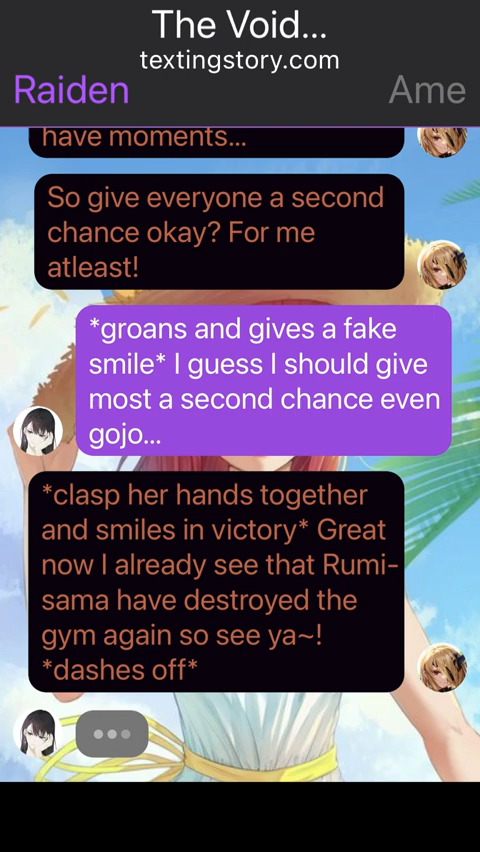 The Void...
textingstory.com
Raiden
Ame
have moments...
So give everyone a second
chance okay? For me
atleast!
*groans and gives a fake
smile* I guess I should give
most a second chance even
gojo...
*clasp her hands together
and smiles in victory* Great
now I already see that Rumi-
sama have destroyed the
gym again so see ya~!
*dashes off*